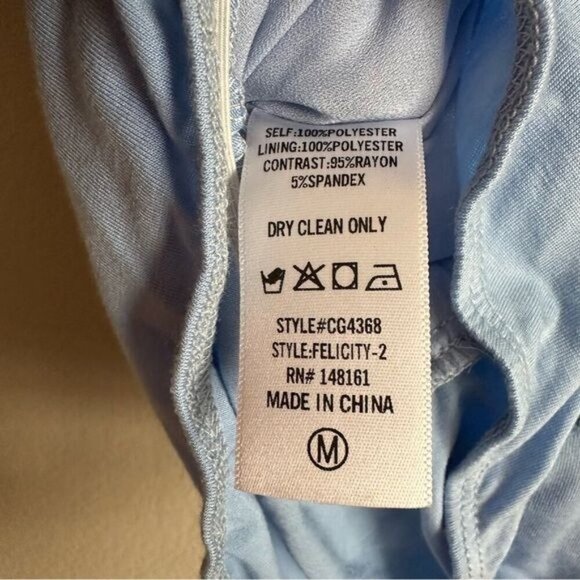 SELF:100%POLYESTER
LINING:100%POLYESTER
CONTRAST:95%RAYON
5%SPANDEX
DRY CLEAN ONLY
STYLE#CG4368
STYLE:FELICITY-2
RN# 148161
MADE IN CHINA
M